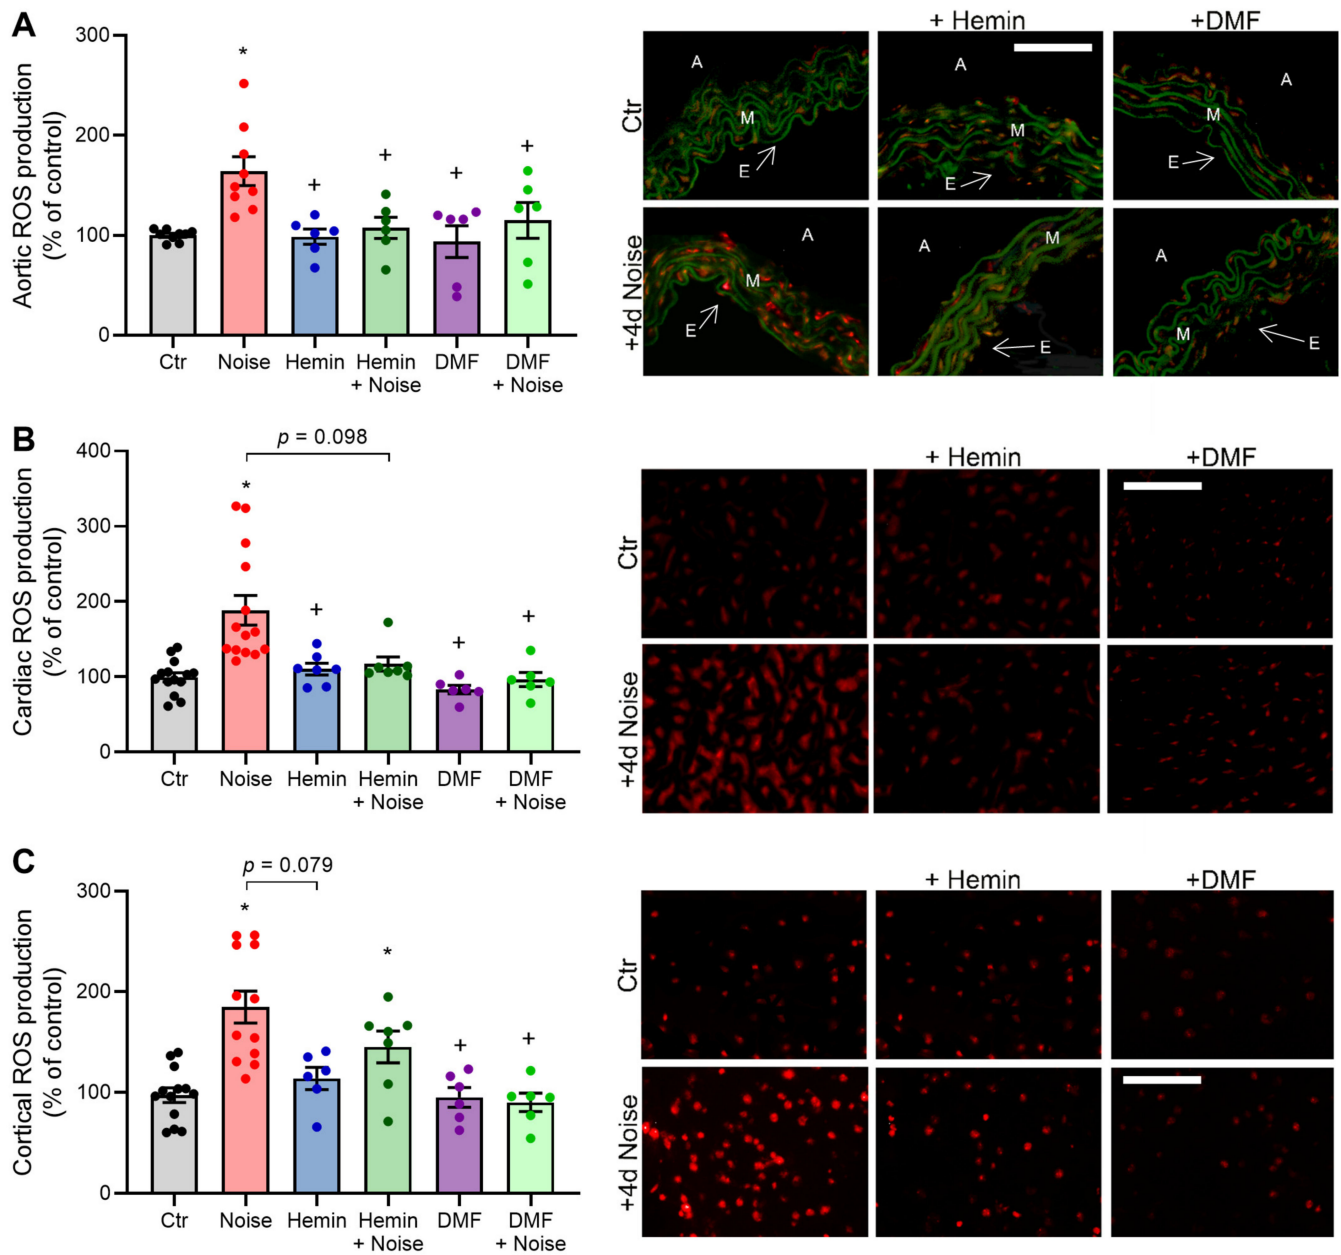 A
Aortic ROS production
(% of control)
300
200
100
0
*
+
+
+
+
Ctr
Noise
Hemin
Hemin
+ Noise
DMF
DMF
+ Noise
+ Hemin
+DMF
Ctr
+4d Noise
A
M
E
A
M
E
A
M
E
A
M
E
A
M
E
A
M
E
B
Cardiac ROS production
(% of control)
400
300
200
100
0
p = 0.098
*
+
+
+
Ctr
Noise
Hemin
Hemin
+ Noise
DMF
DMF
+ Noise
+ Hemin
+DMF
Ctr
+4d Noise
C
Cortical ROS production
(% of control)
300
200
100
0
p = 0.079
*
*
+
+
Ctr
Noise
Hemin
Hemin
+ Noise
DMF
DMF
+ Noise
+ Hemin
+DMF
Ctr
+4d Noise